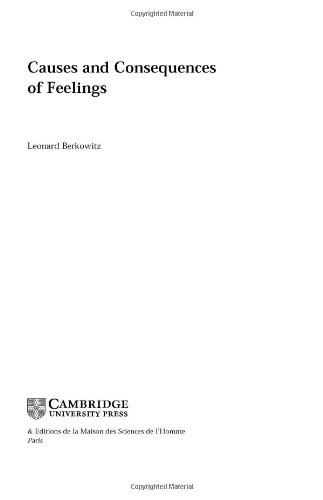 Copyrighted Material
Causes and Consequences
of Feelings
Leonard Berkowitz
CAMBRIDGE
UNIVERSITY PRESS
& Editions de la Maison des Sciences de l'Homme
Paris
Copyrighted Material